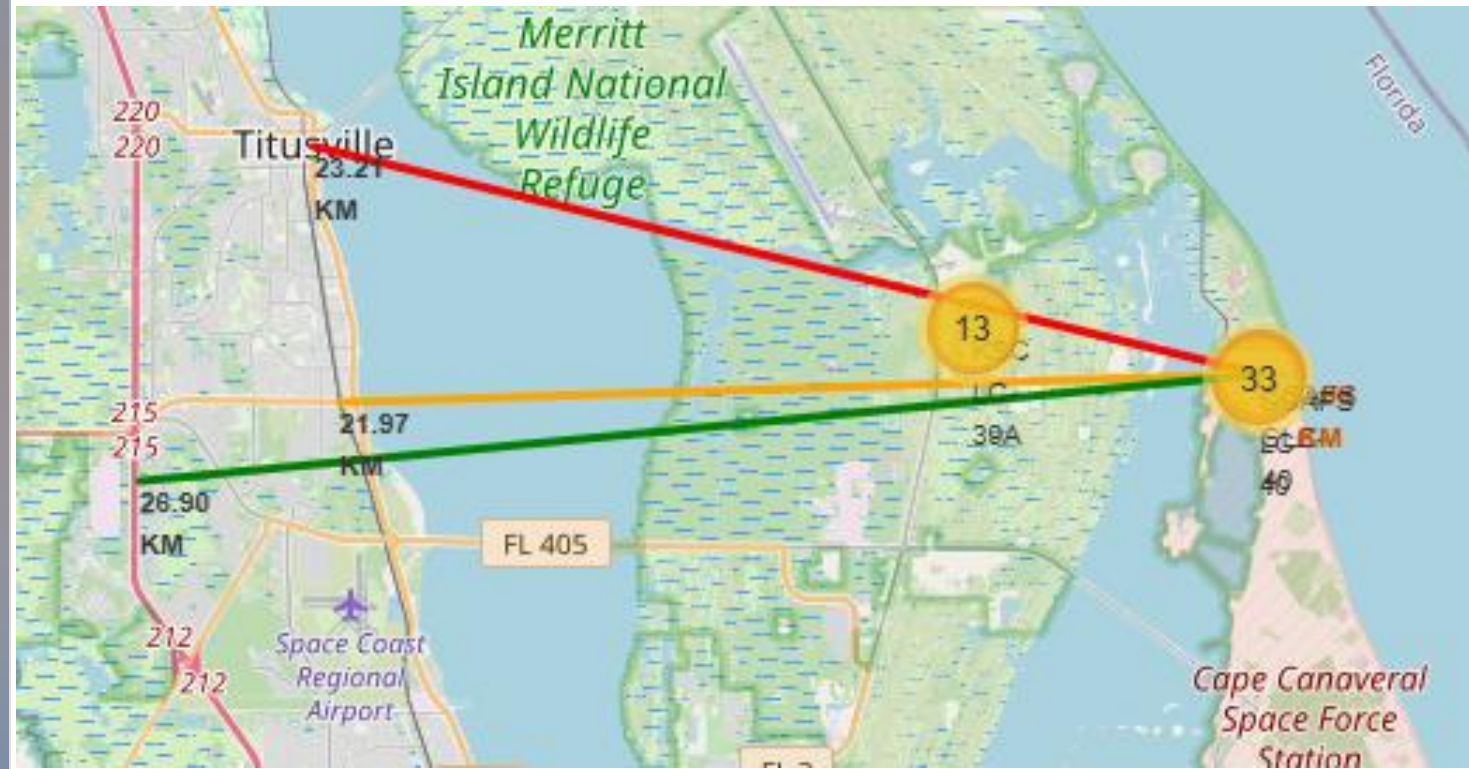 Merritt
Island National
Wildlife
Refuge
Florida
220
220
Titusville
23.21
KM
13
33
215
215
21.97
KM
39A
26.90
KM
FL 405
212
212
Space Coast
Regional
Airport
Cape Canaveral
Space Force
Station